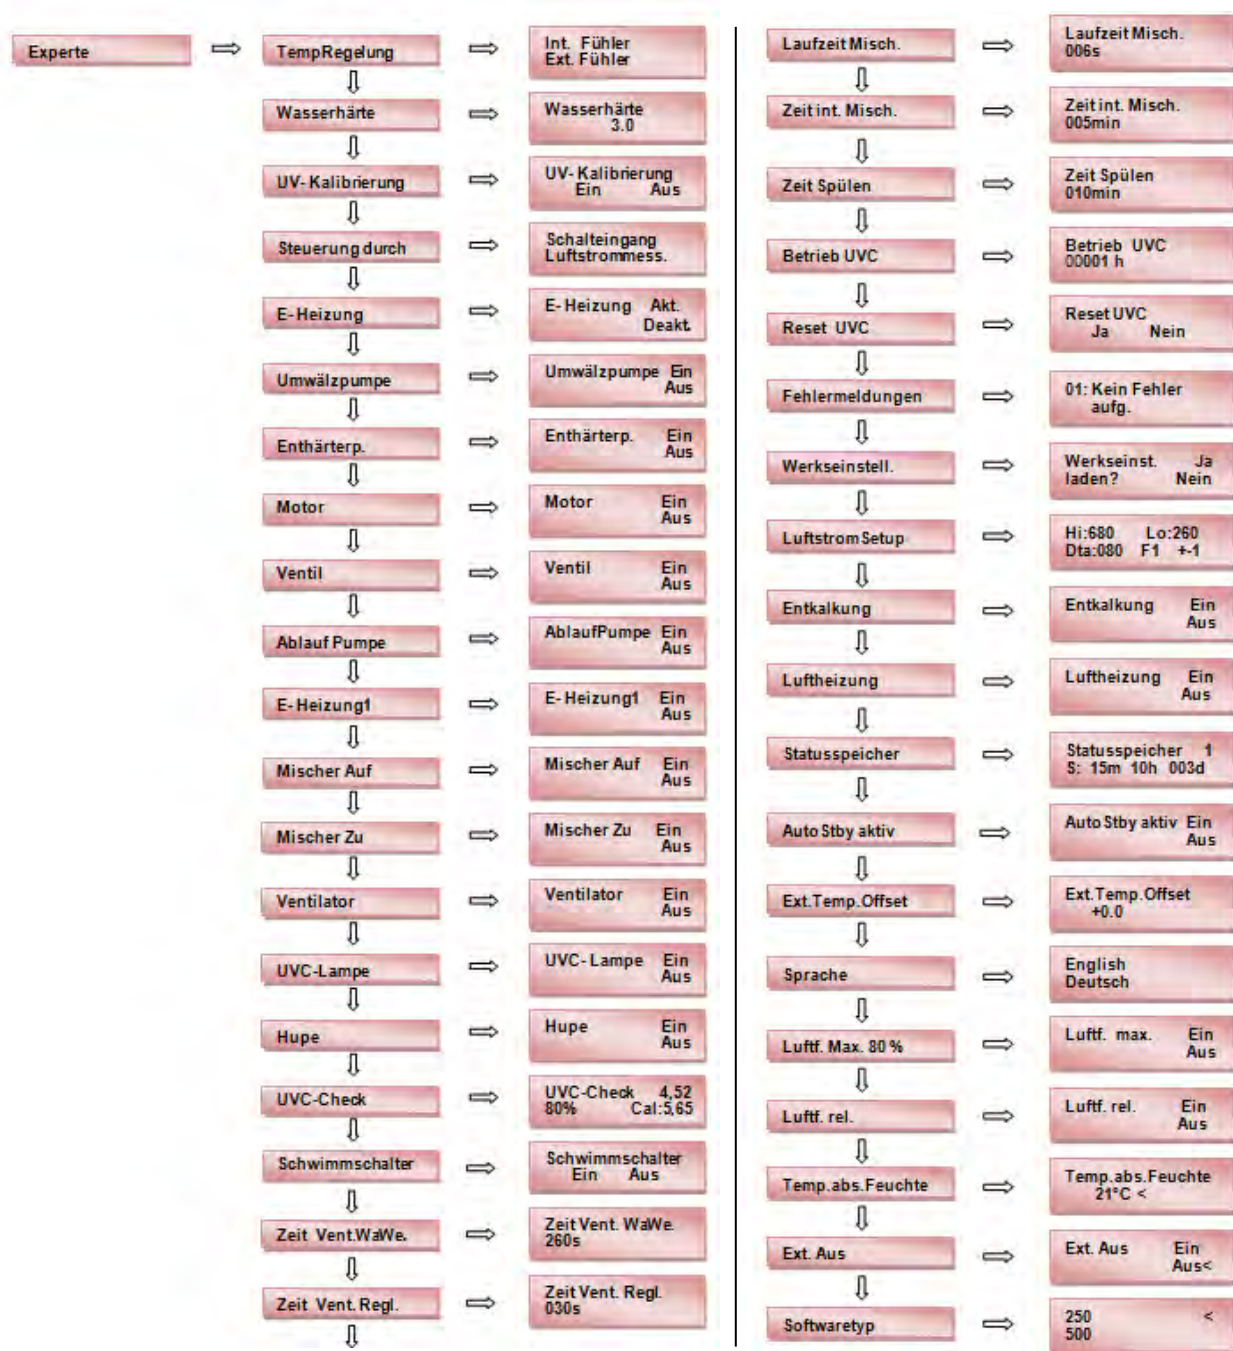 Experte
TempRegelung
Int. Fühler
Ext. Fühler
Wasserhärte
Wasserhärte
3.0
UV-Kalibrierung
UV-Kalibrierung
Ein Aus
Steuerung durch
Schalteingang
Luftstrommess.
E-Heizung
E-Heizung Akt.
Deakt.
Umwälzpumpe
Umwälzpumpe Ein
Aus
Enthärterp.
Enthärterp. Ein
Aus
Motor
Motor Ein
Aus
Ventil
Ventil Ein
Aus
Ablauf Pumpe
AblaufPumpe Ein
Aus
E-Heizung1
E-Heizung1 Ein
Aus
Mischer Auf
Mischer Auf Ein
Aus
Mischer Zu
Mischer Zu Ein
Aus
Ventilator
Ventilator Ein
Aus
UVC-Lampe
UVC-Lampe Ein
Aus
Hupe
Hupe Ein
Aus
UVC-Check
UVC-Check 4,52
80% Cal:5,65
Schwimmschalter
Schwimmschalter
Ein Aus
Zeit Vent.WaWe.
Zeit Vent. WaWe.
260s
Zeit Vent. Regl.
Zeit Vent. Regl.
030s
Laufzeit Misch.
Laufzeit Misch.
006s
Zeit int. Misch.
Zeit int. Misch.
005min
Zeit Spülen
Zeit Spülen
010min
Betrieb UVC
Betrieb UVC
00001 h
Reset UVC
Reset UVC
Ja Nein
Fehlermeldungen
01: Kein Fehler
aufg.
Werkseinstell.
Werkseinst. Ja
laden? Nein
Luftstrom Setup
Hi:680 Lo:260
Dta:080 F1 +-1
Entkalkung
Entkalkung Ein
Aus
Luftheizung
Luftheizung Ein
Aus
Statusspeicher
Statusspeicher 1
S: 15m 10h 003d
Auto Stby aktiv
Auto Stby aktiv Ein
Aus
Ext.Temp.Offset
Ext.Temp.Offset
+0.0
Sprache
English
Deutsch
Luftf. Max. 80 %
Luftf. max. Ein
Aus
Luftf. rel.
Luftf. rel. Ein
Aus
Temp.abs.Feuchte
Temp.abs.Feuchte
21°C <
Ext. Aus
Ext. Aus Ein
Aus<
Softwaretyp
250 <
500